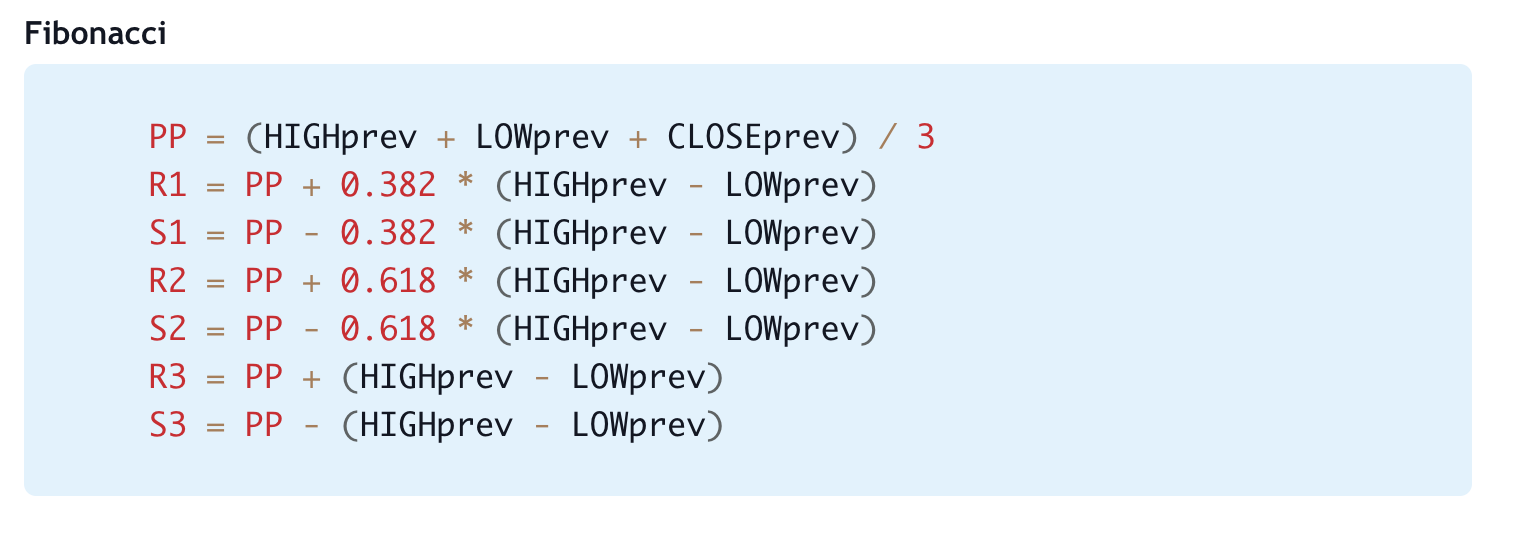 Fibonacci
PP = (HIGHprev + LOWprev + CLOSEprev) / 3
R1 = PP + 0.382 * (HIGHprev - LOWprev)
S1 = PP - 0.382 * (HIGHprev - LOWprev)
R2 = PP + 0.618 * (HIGHprev - LOWprev)
S2 = PP - 0.618 * (HIGHprev - LOWprev)
R3 = PP + (HIGHprev - LOWprev)
S3 = PP - (HIGHprev - LOWprev)